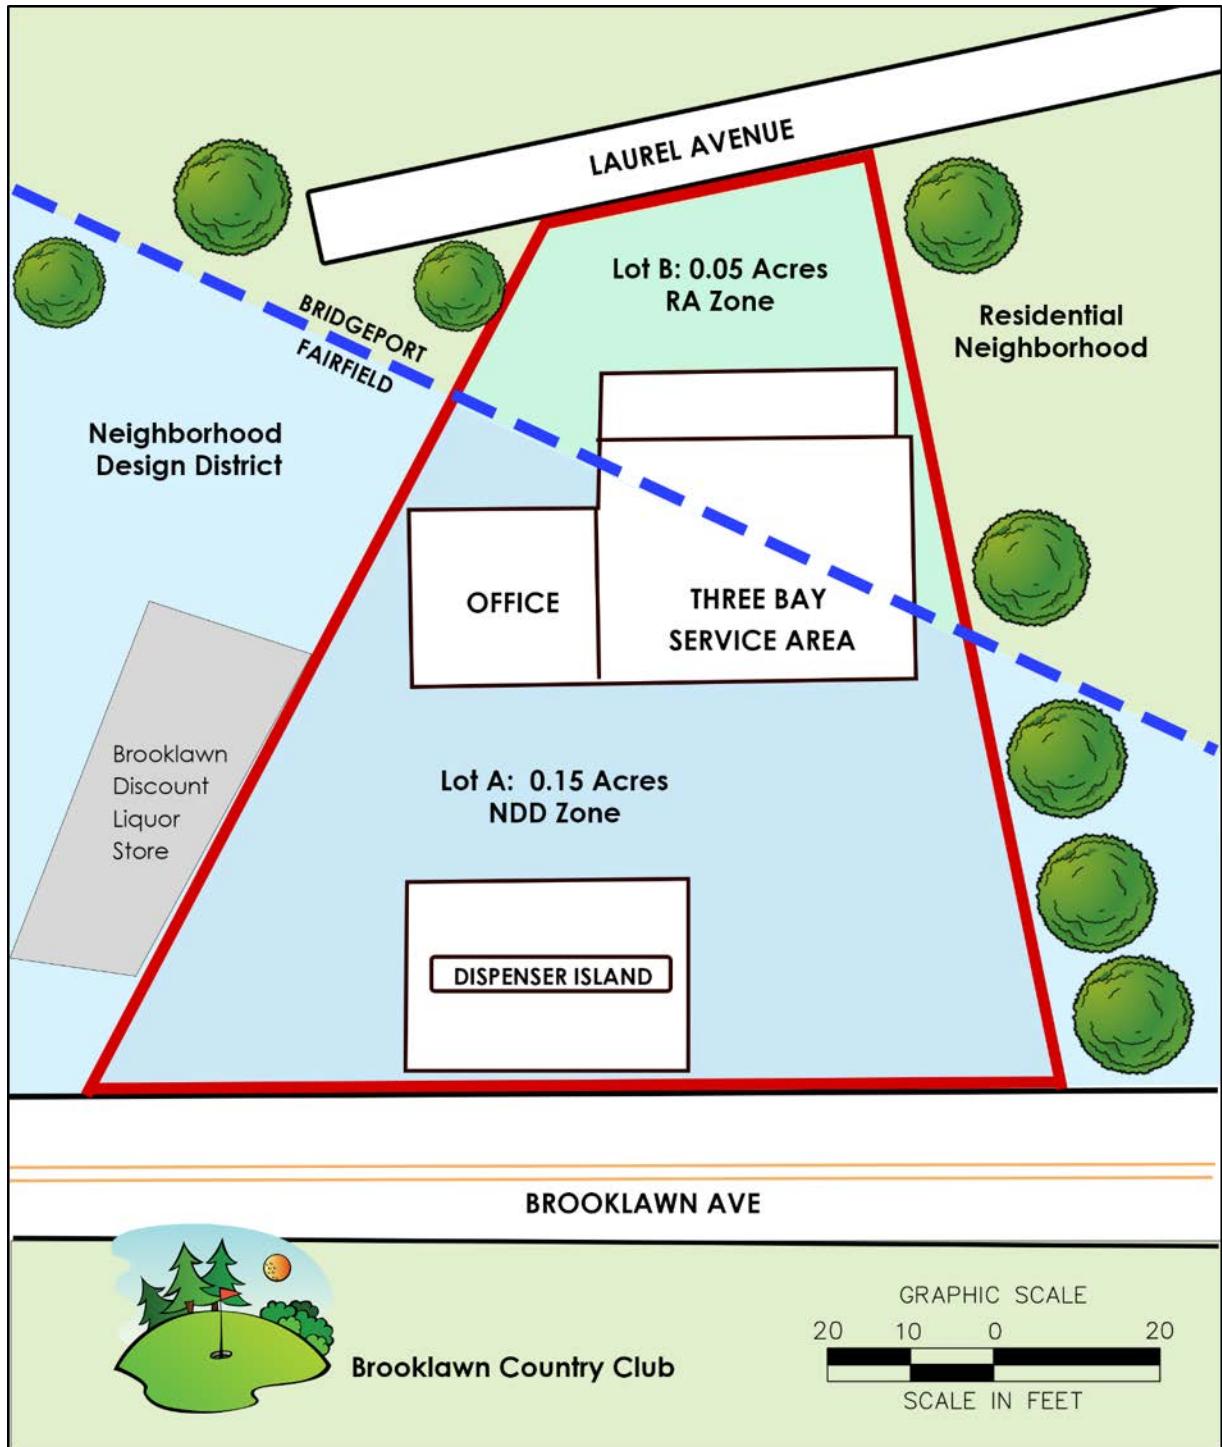 LAUREL AVENUE
Lot B: 0.05 Acres
RA Zone
Residential
Neighborhood
BRIDGEPORT
FAIRFIELD
Neighborhood
Design District
OFFICE
THREE BAY
SERVICE AREA
Brooklawn
Discount
Liquor
Store
Lot A: 0.15 Acres
NDD Zone
DISPENSER ISLAND
BROOKLAWN AVE
Brooklawn Country Club
GRAPHIC SCALE
20 10 0 20
SCALE IN FEET